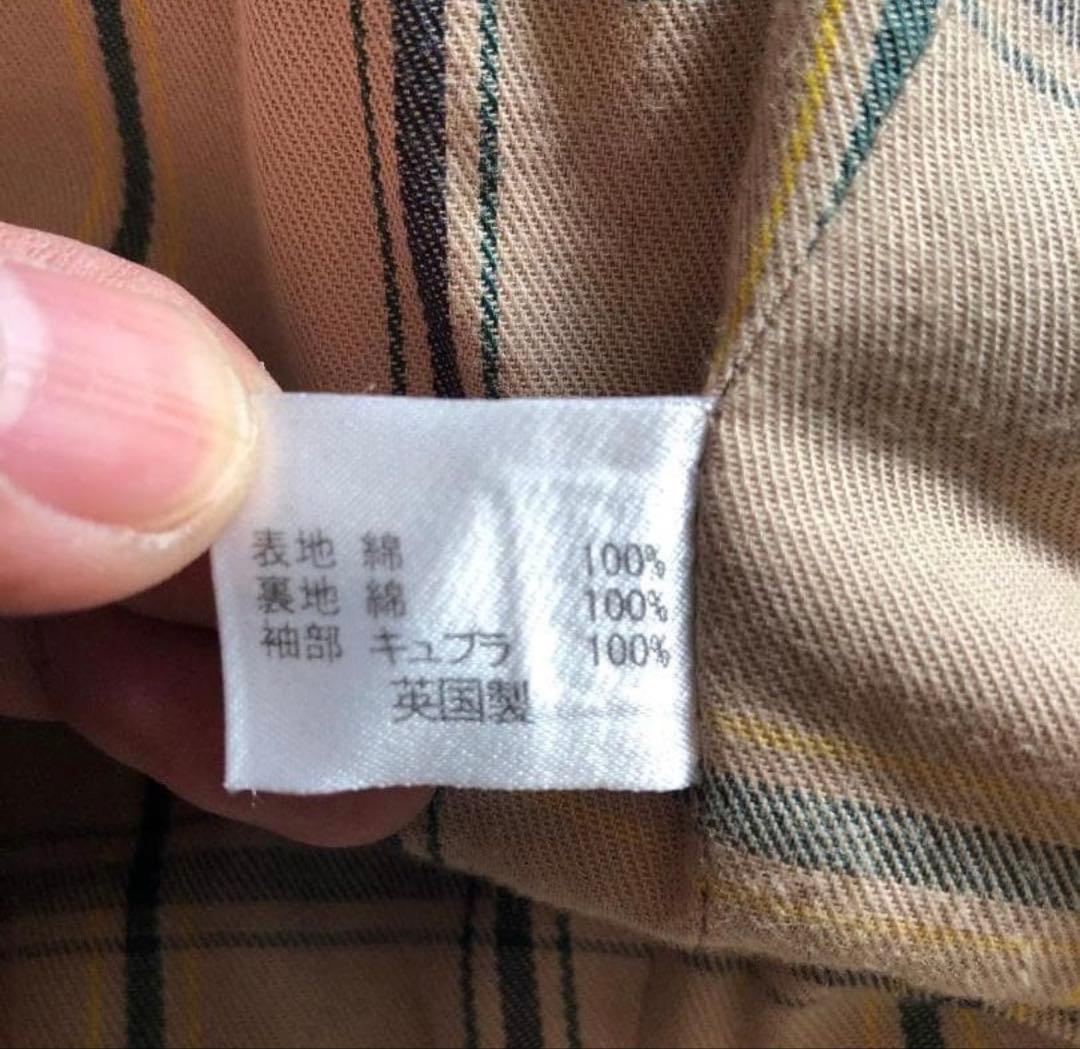 表地 綿 100%
裏地 綿 100%
袖部 キュプラ 100%
英国製